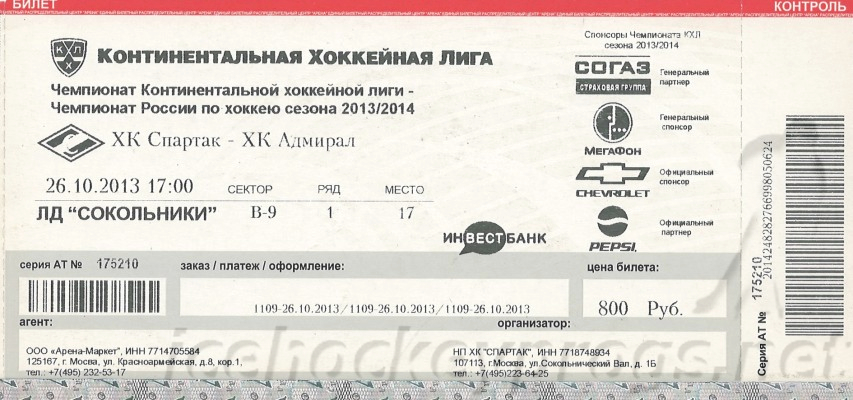 БИЛЕТ
КОНТРОЛЬ
КХЛ
КОНТИНЕНТАЛЬНАЯ ХОККЕЙНАЯ ЛИГА
Чемпионат Континентальной хоккейной лиги -
Чемпионат России по хоккею сезона 2013/2014
ХК Спартак - ХК Адмирал
26.10.2013 17:00
СЕКТОР РЯД МЕСТО
ЛД "СОКОЛЬНИКИ" В-9 1 17
ИНВЕСТБАНК
Спонсоры Чемпионата КХЛ
сезона 2013/2014
СОГАЗ
СТРАХОВАЯ ГРУППА
Генеральный
партнер
МЕГАФОН
Генеральный
спонсор
CHEVROLET
Официальный
спонсор
PEPSI
Официальный
партнер
серия АТ № 175210
заказ / платеж / оформление:
1109-26.10.2013/1109-26.10.2013/1109-26.10.2013
цена билета:
800 Руб.
агент:
ООО «Арена-Маркет», ИНН 7714705584
125167, г. Москва, ул. Красноармейская, д.8, кор.1,
тел.: +7(495) 232-53-17
организатор:
НП ХК "СПАРТАК", ИНН 7718748934
107113, г.Москва, ул.Сокольнический Вал, д. 1Б
тел.: +7(495)223-64-25
Серия АТ № 175210
2014248282766998050624
icehockeyprogs.net